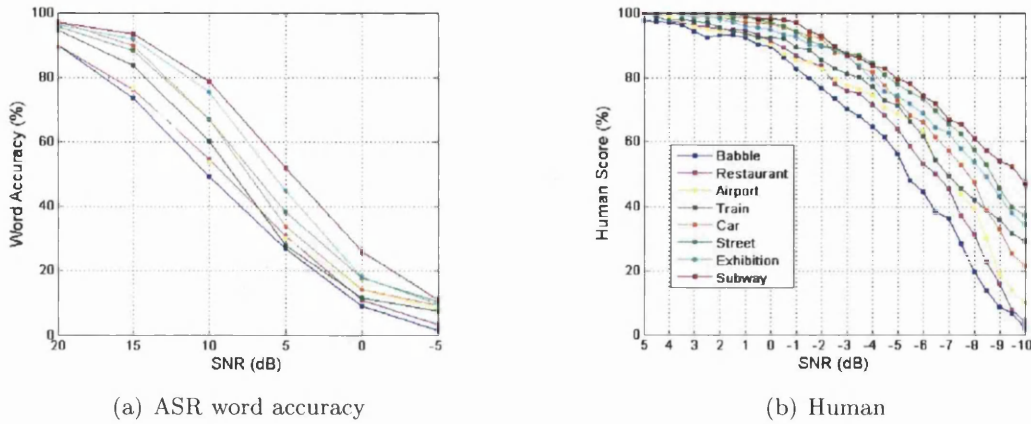 100
80
60
40
20
0
Word Accuracy (%)
20 15 10 5 0 -5
SNR (dB)
(a) ASR word accuracy
100
80
60
40
20
0
Human Score (%)
Babble
Restaurant
Airport
Train
Car
Street
Exhibition
Subway
5 4 3 2 1 0 -1 -2 -3 -4 -5 -6 -7 -8 -9 -10
SNR (dB)
(b) Human